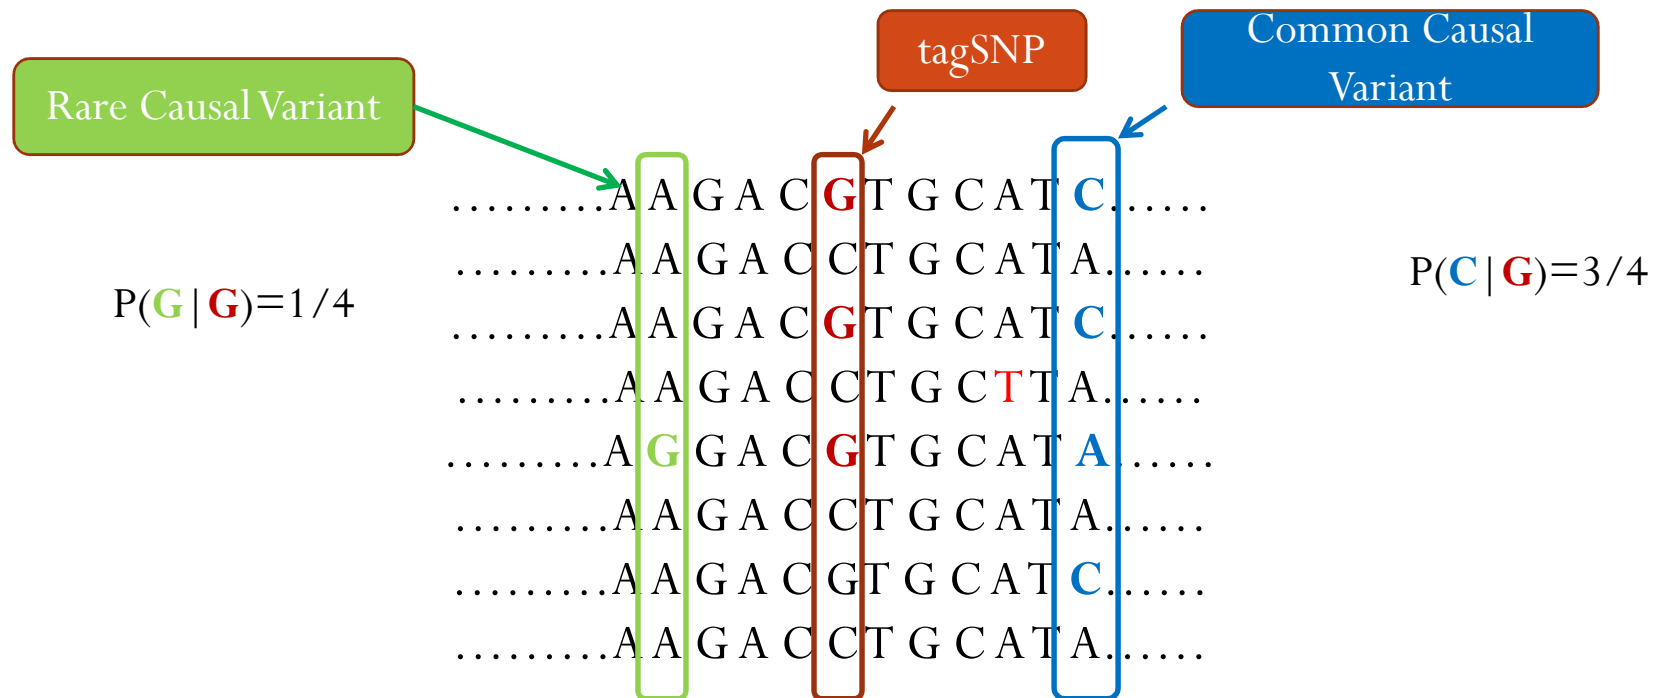 tagSNP
Common Causal
Variant
Rare Causal Variant
.........A A G A C G T G C A T C......
.........A A G A C C T G C A T A......
P(G|G)=1/4
P(C|G)=3/4
.........A A G A C G T G C A T C......
.........A A G A C C T G C T T A......
.........A G G A C G T G C A T A......
.........A A G A C C T G C A T A......
.........A A G A C G T G C A T C......
.........A A G A C C T G C A T A......